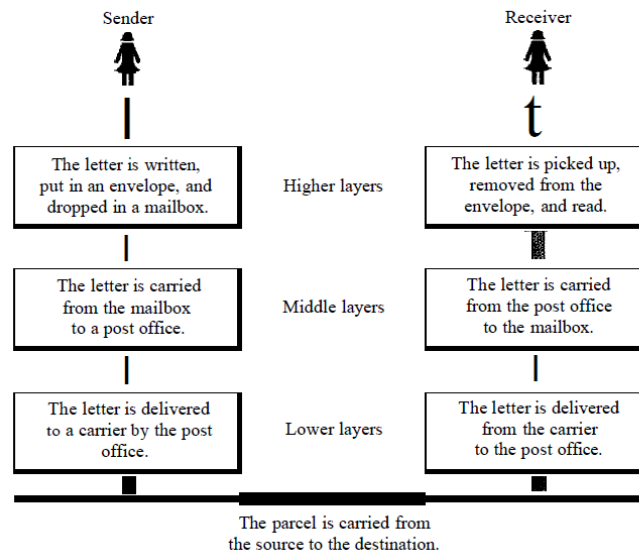 Sender
Receiver
t
The letter is written,
put in an envelope, and
dropped in a mailbox.
Higher layers
The letter is picked up,
removed from the
envelope, and read.
The letter is carried
from the mailbox
to a post office.
Middle layers
The letter is carried
from the post office
to the mailbox.
The letter is delivered
to a carrier by the post
office.
Lower layers
The letter is delivered
from the carrier
to the post office.
The parcel is carried from
the source to the destination.